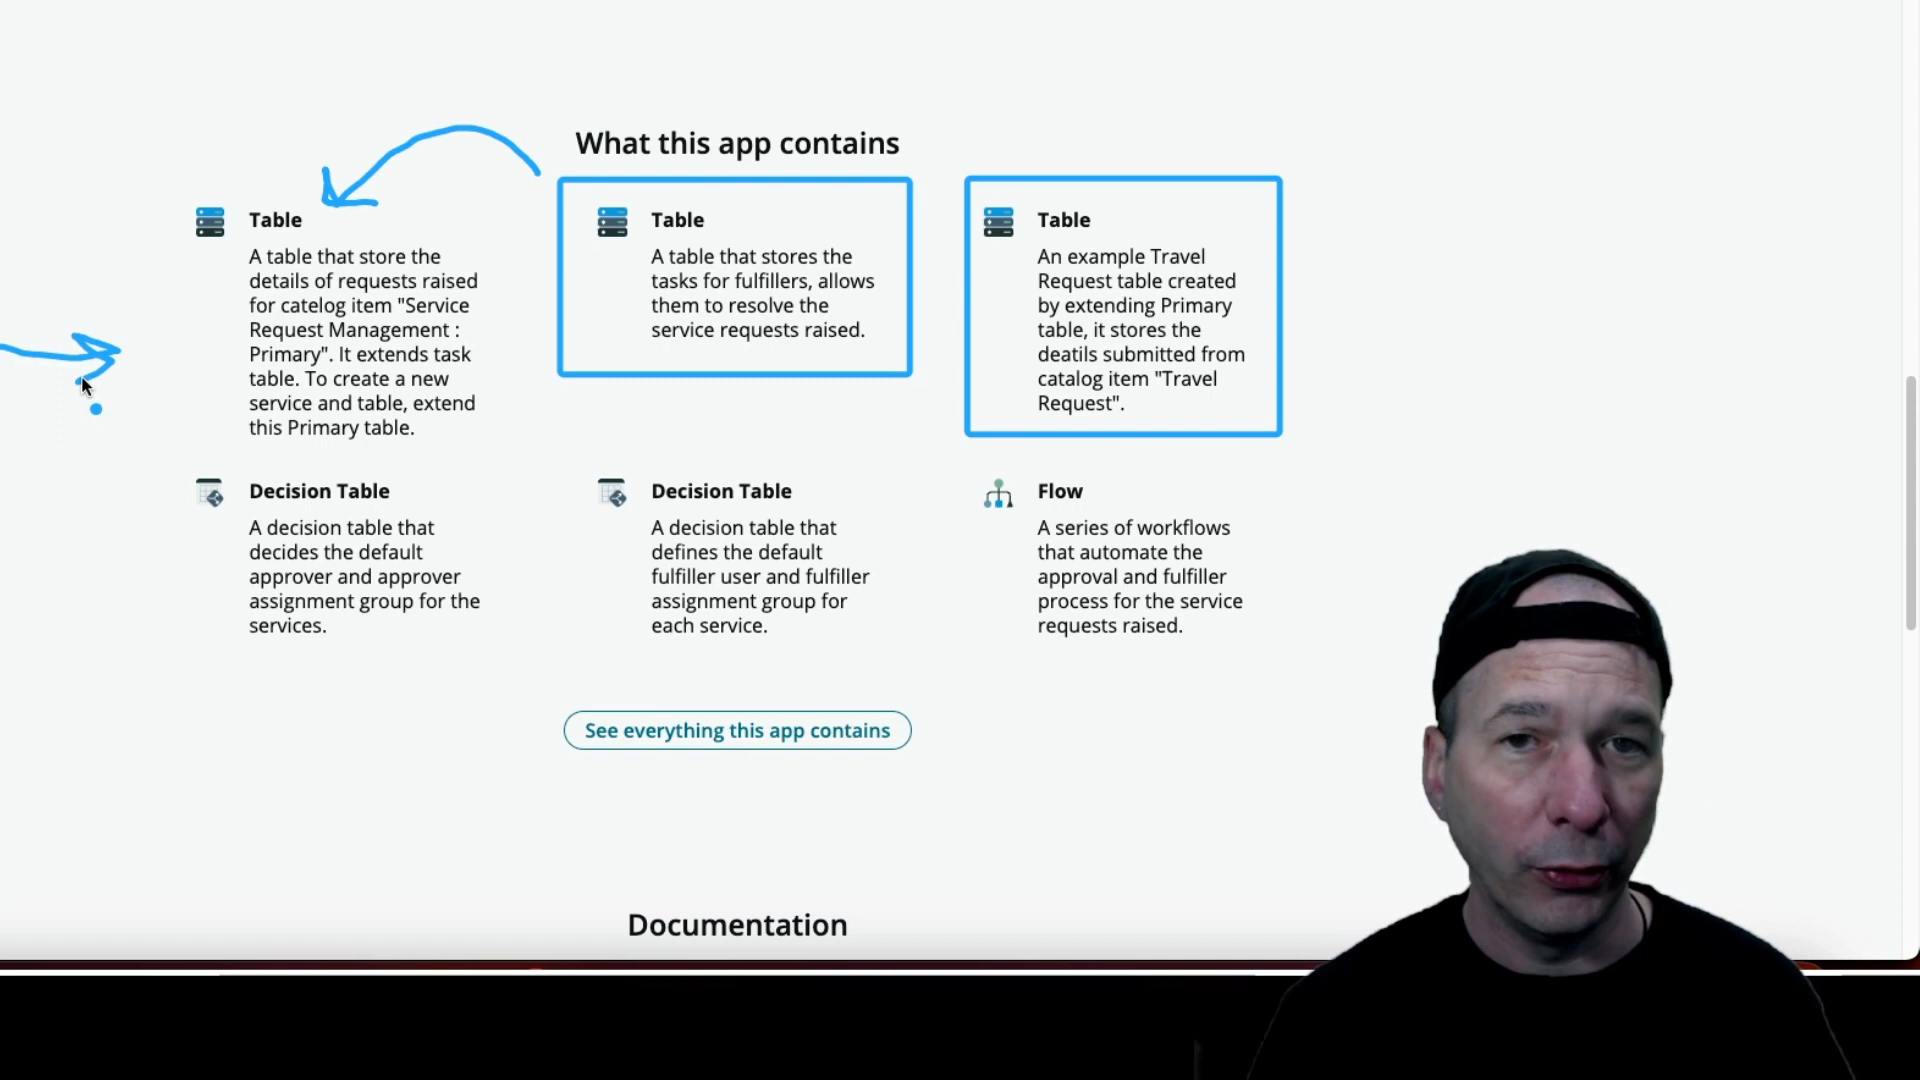 What this app contains
Table
A table that store the
details of requests raised
for catelog item "Service
Request Management :
Primary". It extends task
table. To create a new
service and table, extend
this Primary table.
Table
A table that stores the
tasks for fulfillers, allows
them to resolve the
service requests raised.
Table
An example Travel
Request table created
by extending Primary
table, it stores the
deatils submitted from
catalog item "Travel
Request".
Decision Table
A decision table that
decides the default
approver and approver
assignment group for the
services.
Decision Table
A decision table that
defines the default
fulfiller user and fulfiller
assignment group for
each service.
Flow
A series of workflows
that automate the
approval and fulfiller
process for the service
requests raised.
See everything this app contains
Documentation